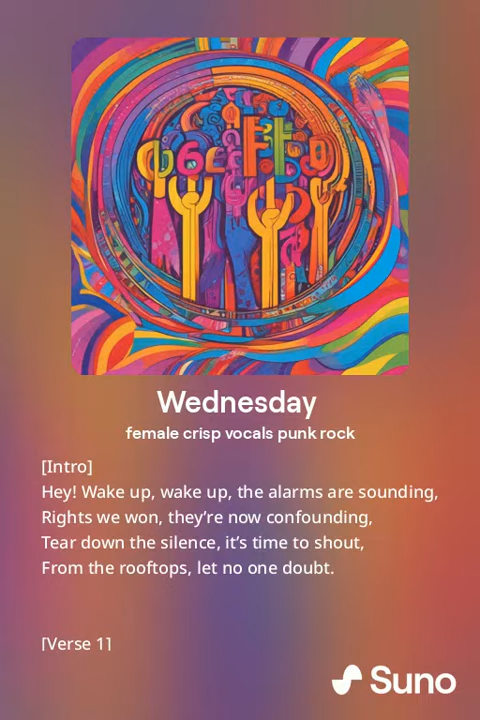 Wednesday
female crisp vocals punk rock
[Intro]
Hey! Wake up, wake up, the alarms are sounding,
Rights we won, they’re now confounding,
Tear down the silence, it’s time to shout,
From the rooftops, let no one doubt.
[Verse 1]
Suno